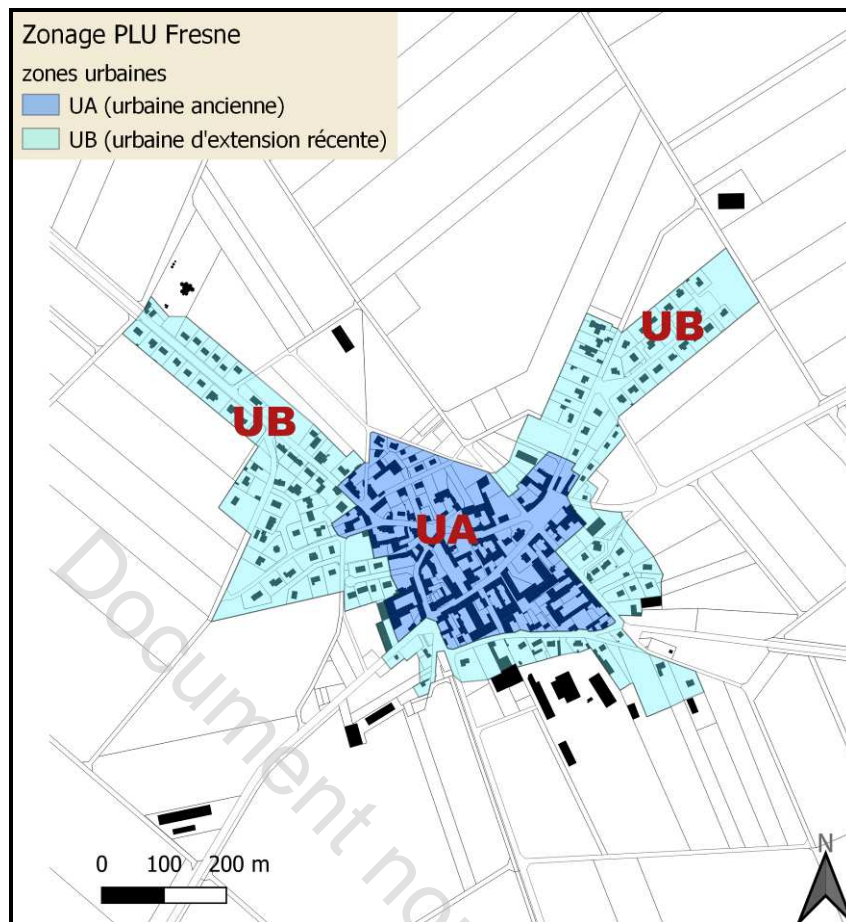 Zonage PLU Fresne
zones urbaines
UA (urbaine ancienne)
UB (urbaine d'extension récente)
UB
UB
UA
Document no
0 100 200 m
N